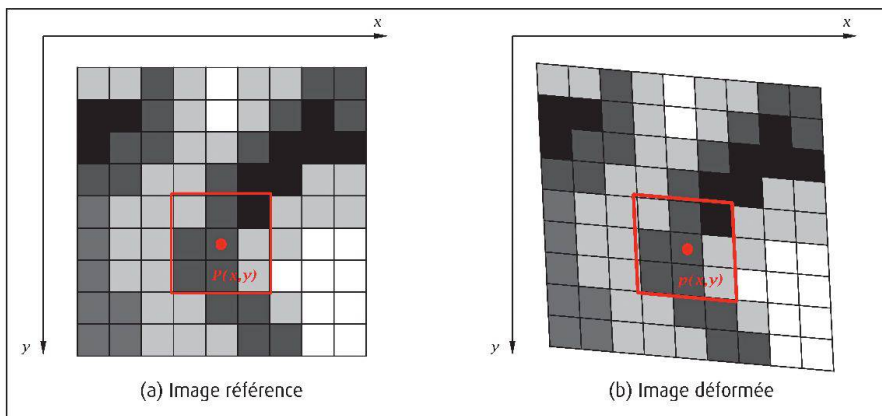 x
x
P(x,y)
p(x,y)
y
y
(a) Image référence
(b) Image déformée